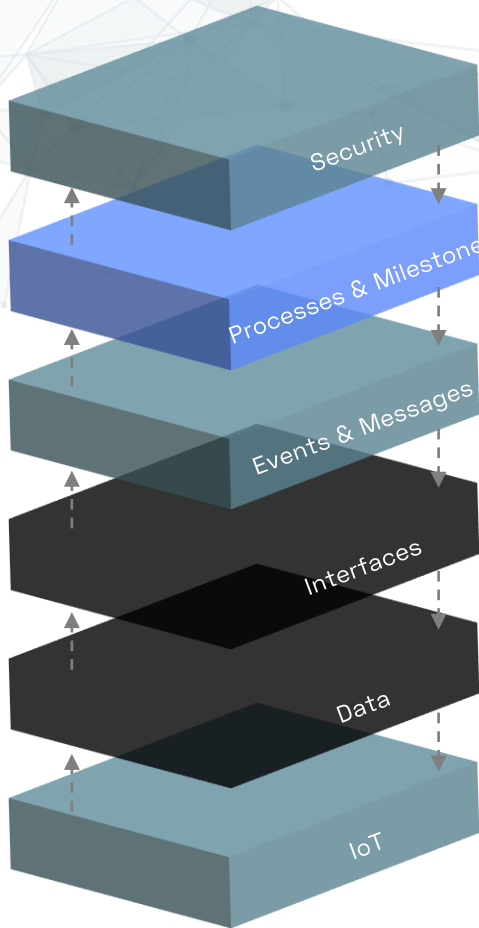 Security
Processes & Milestone
Events & Messages
Interfaces
Data
IoT